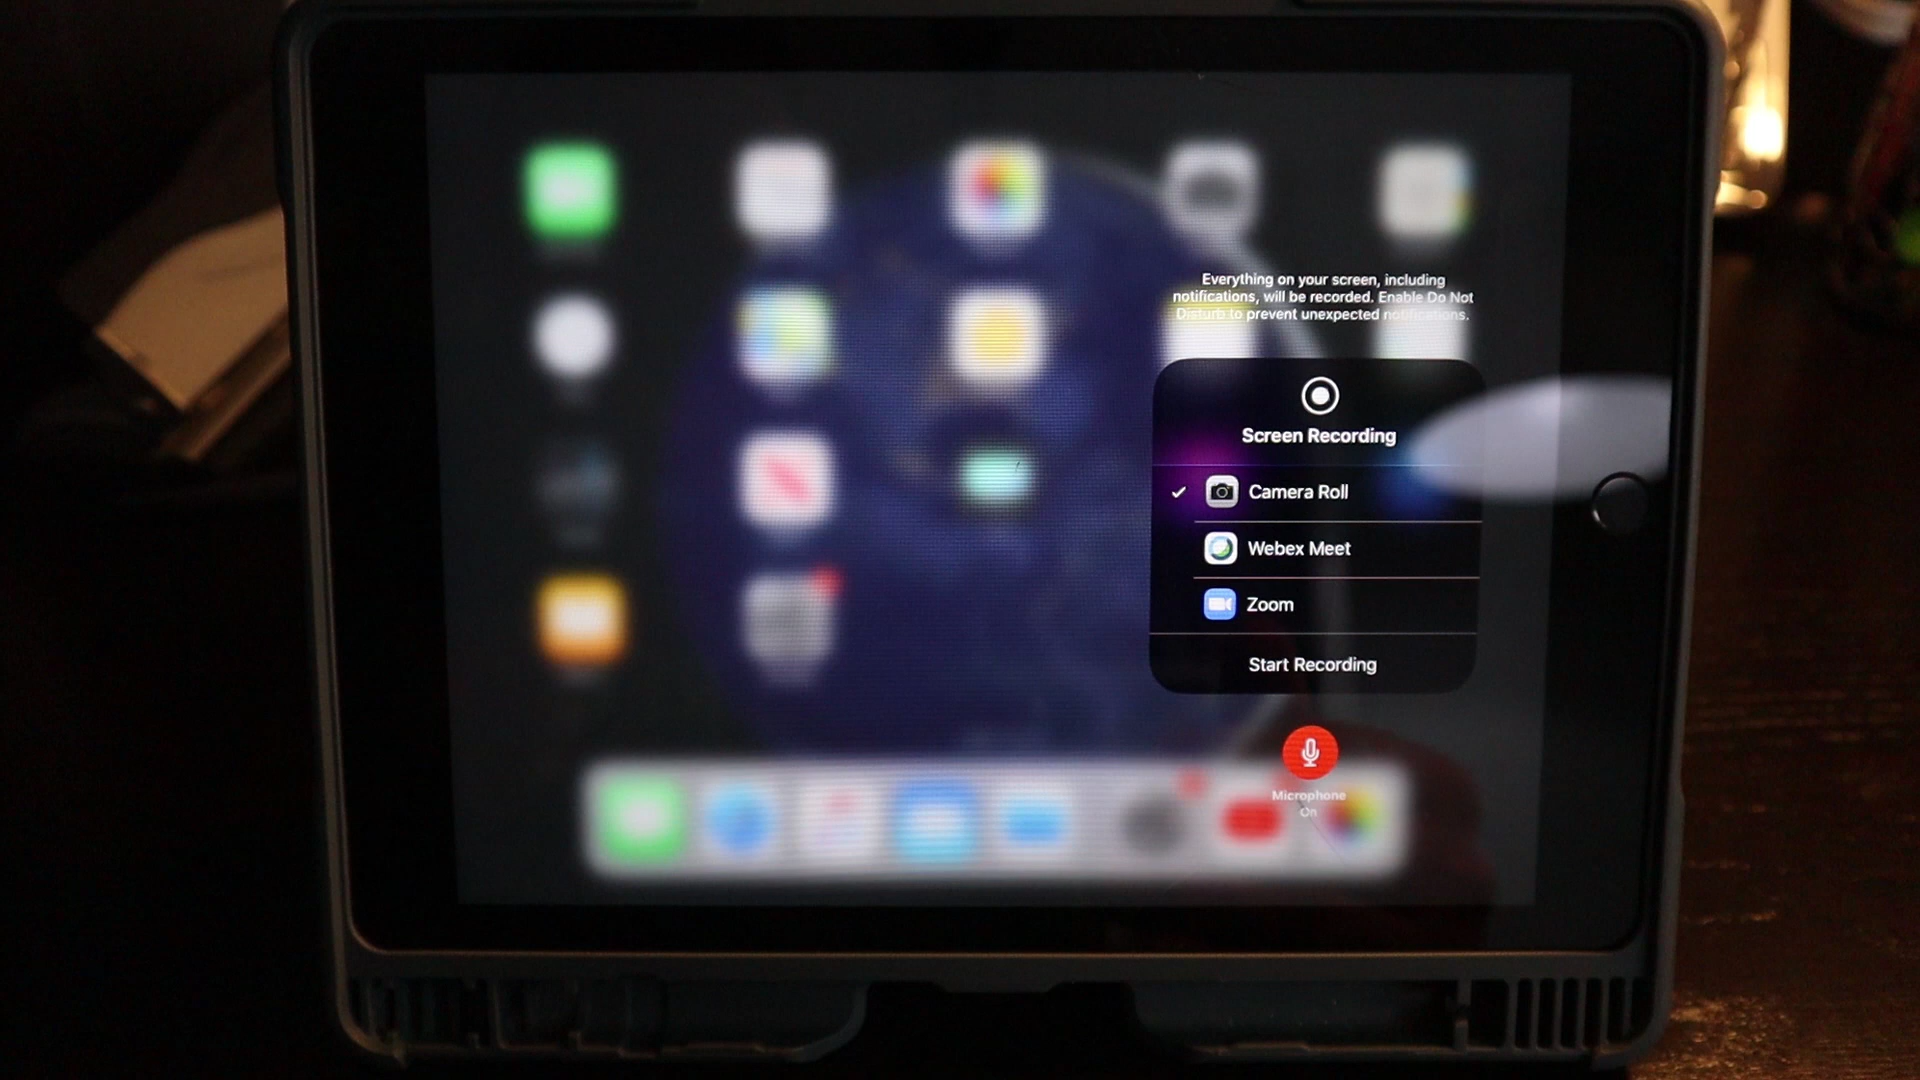 Everything on your screen, including
notifications, will be recorded. Enable Do Not
Disturb to prevent unexpected notifications.
Screen Recording
Camera Roll
Webex Meet
Zoom
Start Recording
Microphone
On